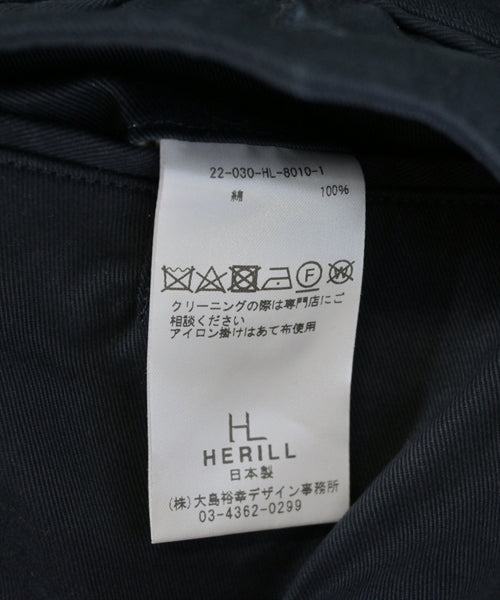 22-030-HL-8010-1
綿 100%
F W
クリーニングの際は専門店にご
相談ください
アイロン掛けはあて布使用
HL
HERILL
日本製
(株)大島裕幸デザイン事務所
03-4362-0299